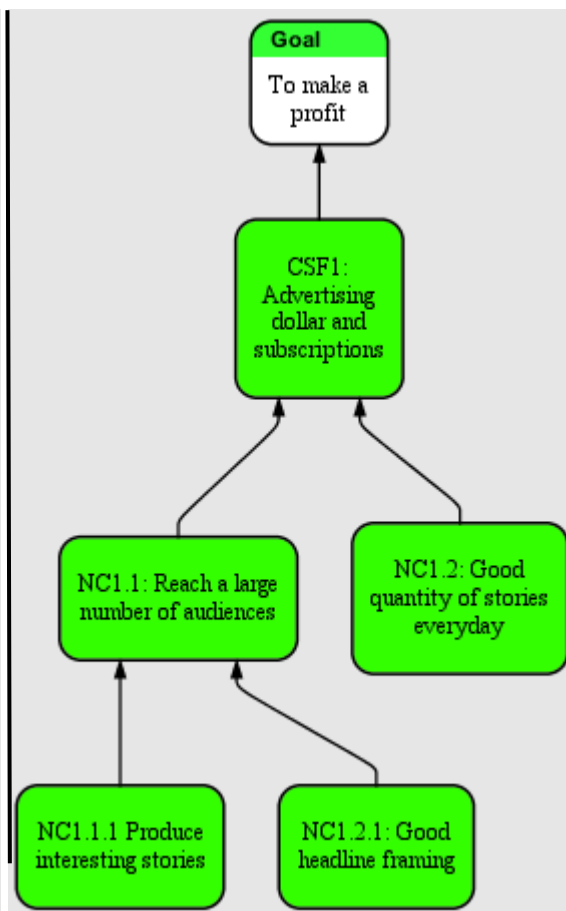 Goal
To make a
profit
CSF1:
Advertising
dollar and
subscriptions
NC1.1: Reach a large
number of audiences
NC1.2: Good
quantity of stories
everyday
NC1.1.1 Produce
interesting stories
NC1.2.1: Good
headline framing